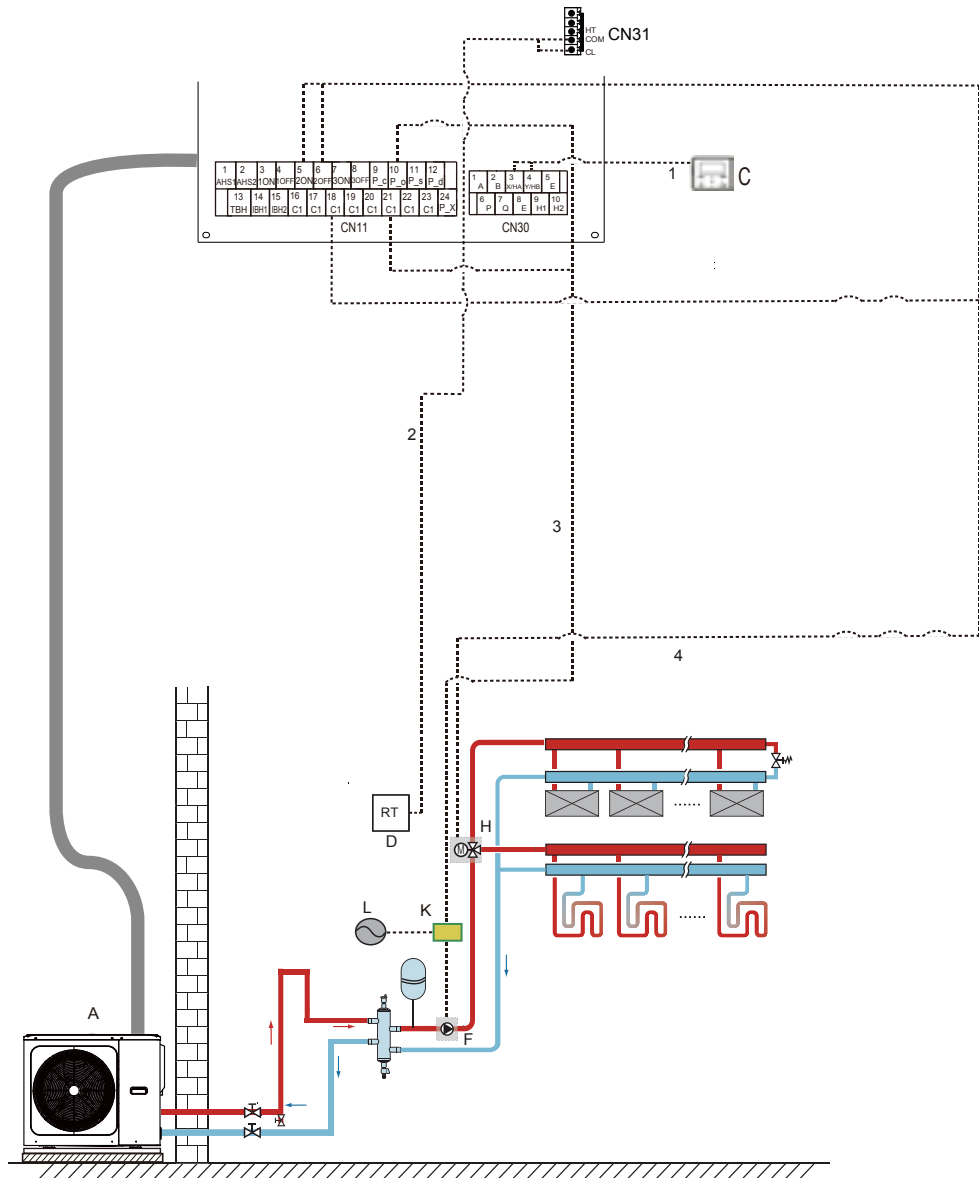 HT
CN31
COM
CL
1 2 3 4 5 6 7 8 9 10 11 12
AHS1 AHS2 1ON 1OFF 2ON 2OFF 3ON 3OFF P_c P_o P_s P_d
13 14 15 16 17 18 19 20 21 22 23 24
TBH IBH1 IBH2 C1 C1 C1 C1 C1 C1 C1 C1 P_X
CN11
1 2 3 4 5
A B X/HA Y/HB E
6 7 8 9 10
P Q E H1 H2
CN30
1
C
:
2
3
4
RT
D
H
M
L
K
F
A